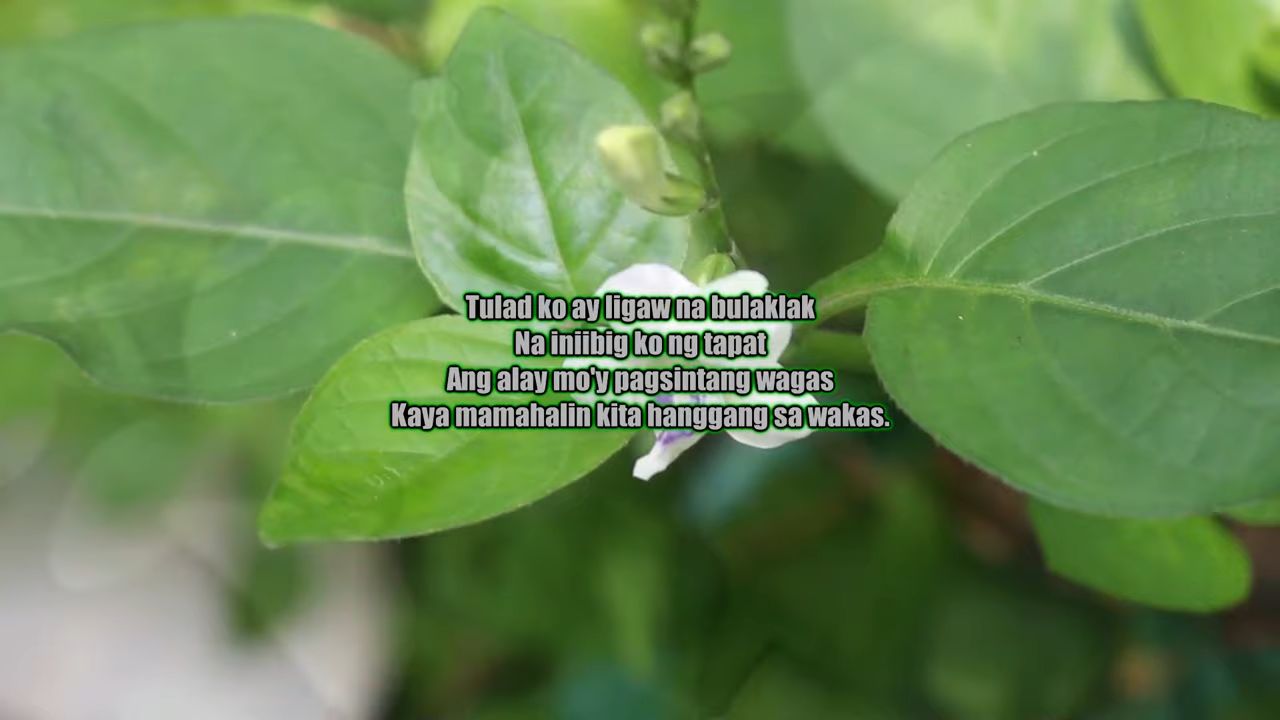 Tulad ko ay ligaw na bulaklak
Na iniibig ko ng tapat
Ang alay mo'y pagsintang wagas
Kaya mamahalin kita hanggang sa wakas.